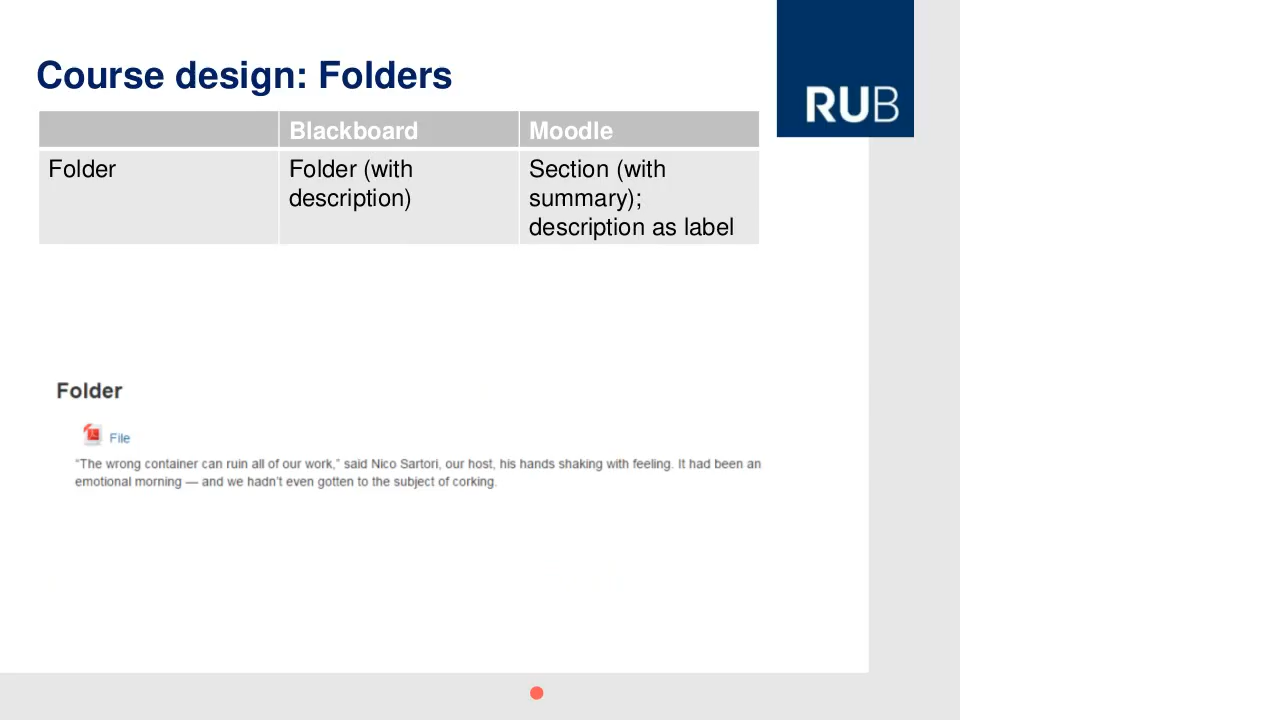 Course design: Folders
RUB
Blackboard
Moodle
Folder
Folder (with
description)
Section (with
summary);
description as label
Folder
File
"The wrong container can ruin all of our work," said Nico Sartori, our host, his hands shaking with feeling. It had been an
emotional morning — and we hadn't even gotten to the subject of corking.